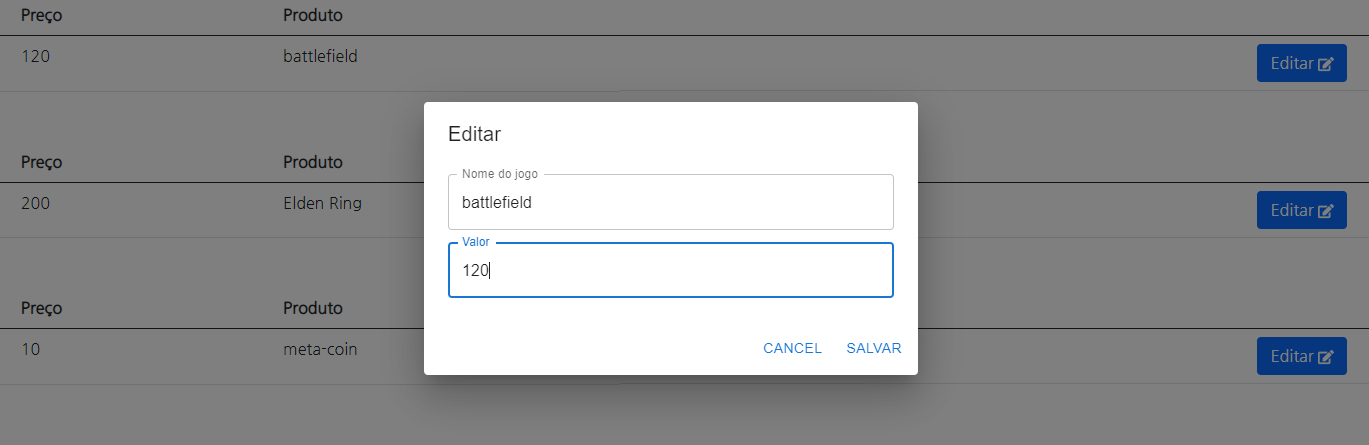 Preço Produto
120 battlefield Editar
Preço Produto
200 Elden Ring Editar
Preço Produto
10 meta-coin Editar
Editar
Nome do jogo
battlefield
Valor
120
CANCEL SALVAR